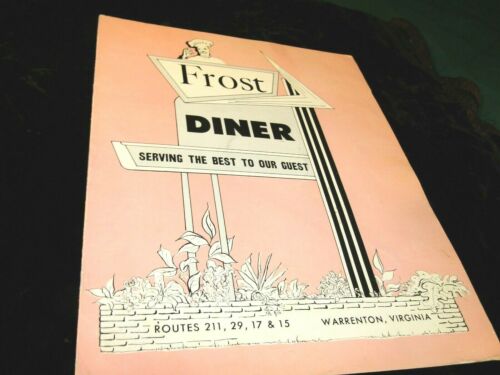 Frost
DINER
SERVING THE BEST TO OUR GUEST
ROUTES 211, 29, 17 & 15 WARRENTON, VIRGINIA